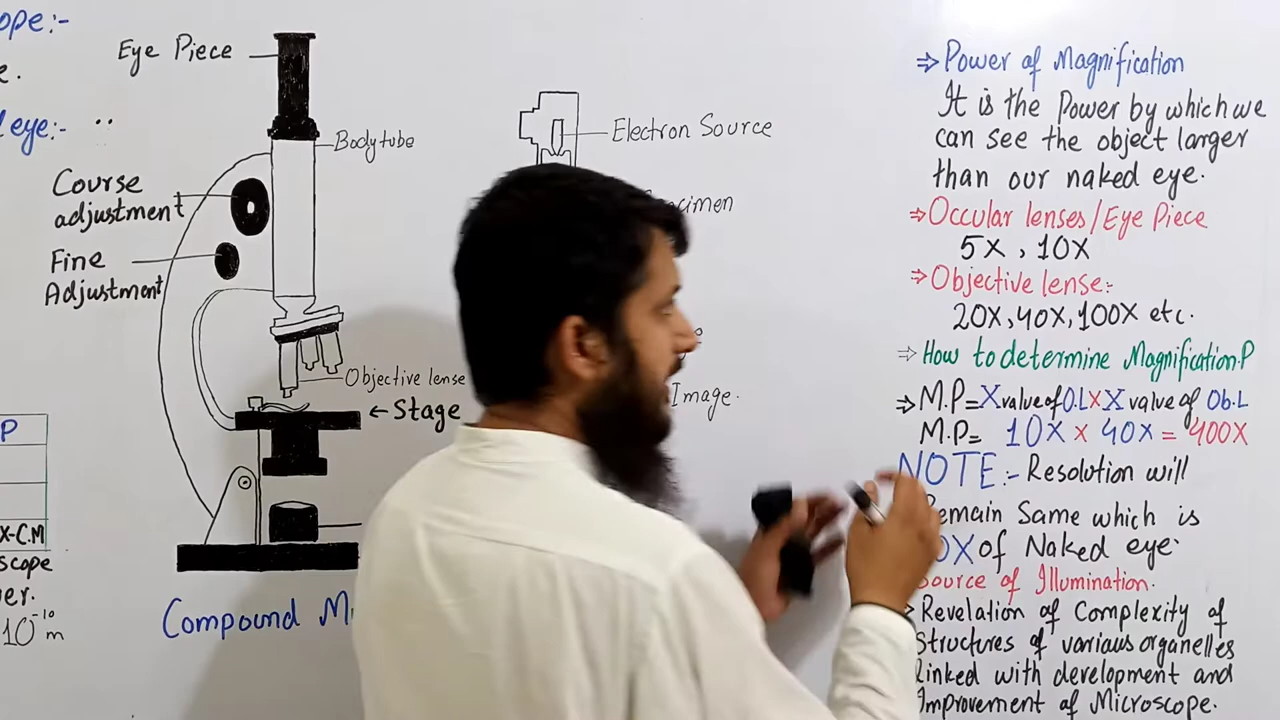 ope:-
e.
eye:-
Eye Piece
Body tube
Course
adjustment
Fine
Adjustment
Objective lense
← Stage
P
X-C.M
scope
er.
10⁻¹⁰ m
Compound M
Electron Source
cimen
Image.
⇒ Power of Magnification
It is the Power by which we
can see the object larger
than our naked eye.
⇒ Occular lenses/Eye Piece
5X, 10X
⇒ Objective lense:-
20X, 40X, 100X etc.
⇒ How to determine Magnification.P
⇒ M.P = X value of O.L X X value of Ob.L
M.P = 10X x 40X = 400X
NOTE:- Resolution will
Remain Same which is
0X of Naked eye.
Source of Illumination.
Revelation of Complexity of
Structures of various organelles
linked with development and
Improvement of Microscope.